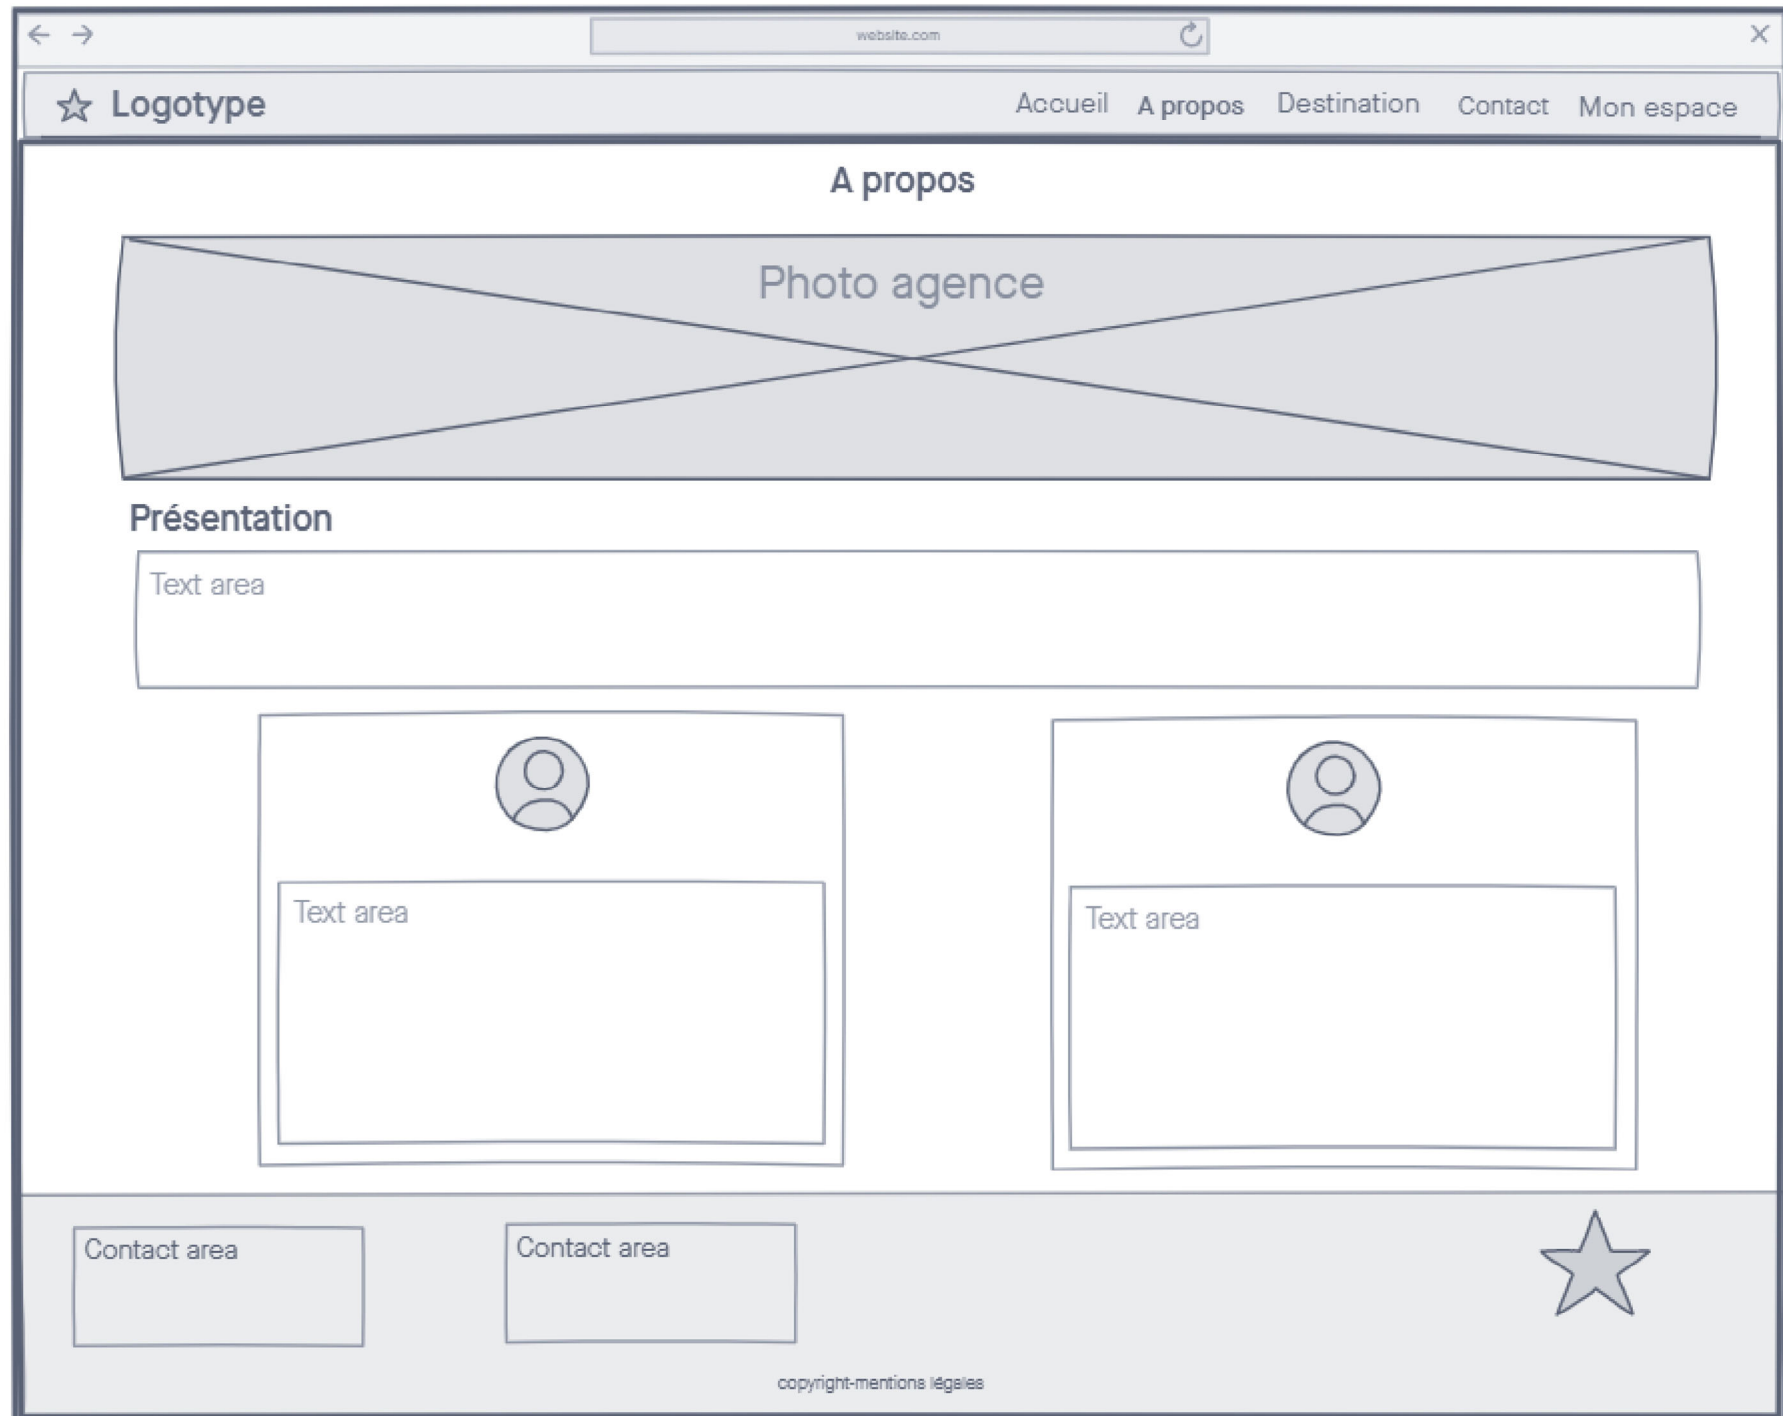 website.com
Logotype
Accueil A propos Destination Contact Mon espace
A propos
Photo agence
Présentation
Text area
Text area
Text area
Contact area
Contact area
copyright-mentions légales